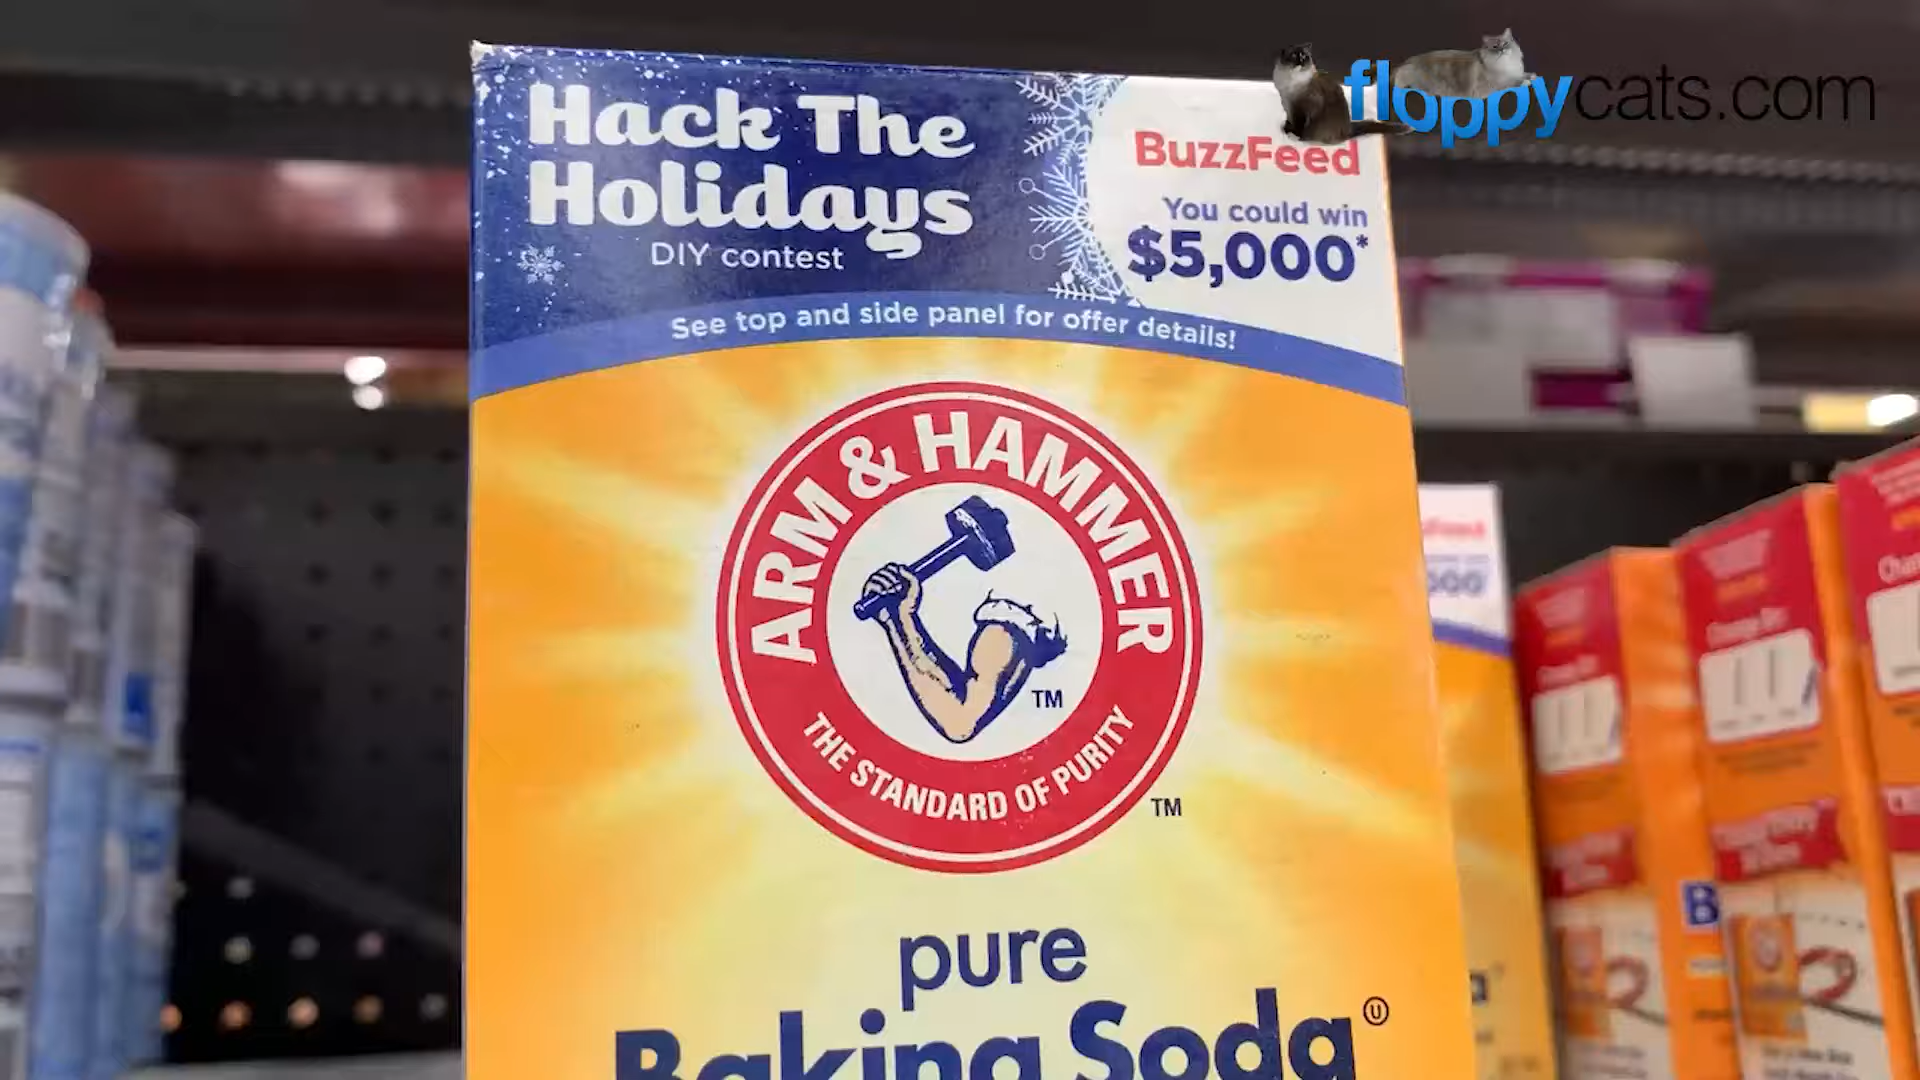 Hack The
Holidays
DIY contest
BuzzFeed
You could win
$5,000*
See top and side panel for offer details!
ARM & HAMMER
THE STANDARD OF PURITY
TM
TM
pure
Baking Soda
U
floppycats.com